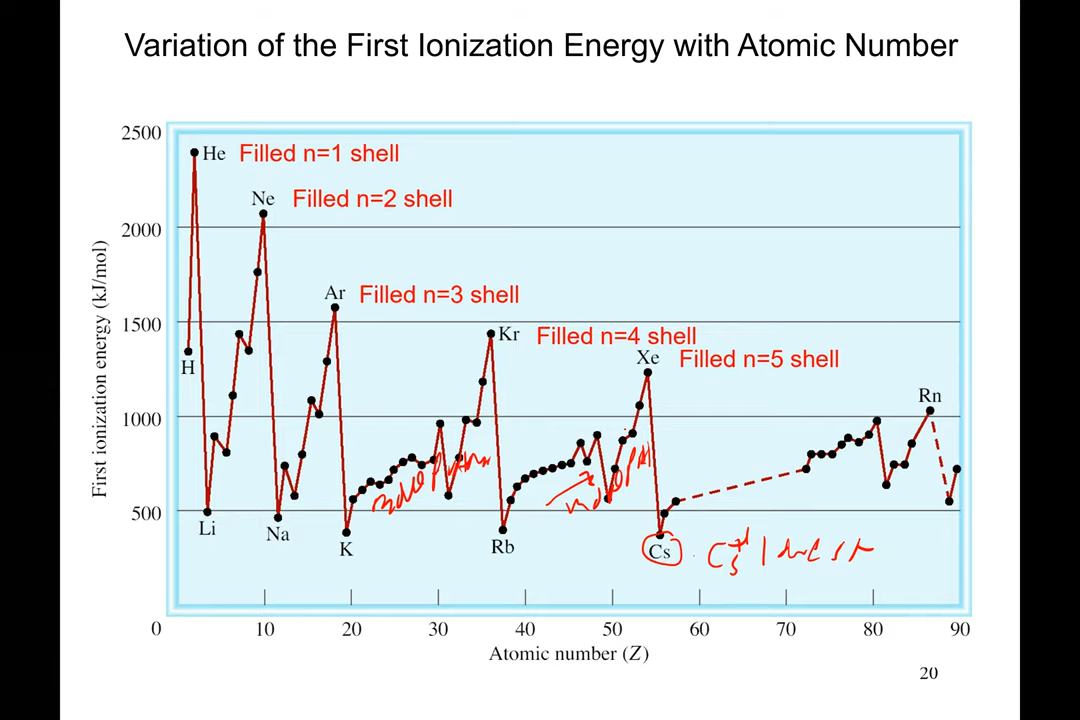 Variation of the First Ionization Energy with Atomic Number
2500
He
Filled n=1 shell
Ne
Filled n=2 shell
2000
Ar
Filled n=3 shell
1500
Kr
Filled n=4 shell
Xe
Filled n=5 shell
H
Rn
1000
500
Li
Na
K
Rb
Cs
First ionization energy (kJ/mol)
0
10
20
30
40
50
60
70
80
90
Atomic number (Z)
20